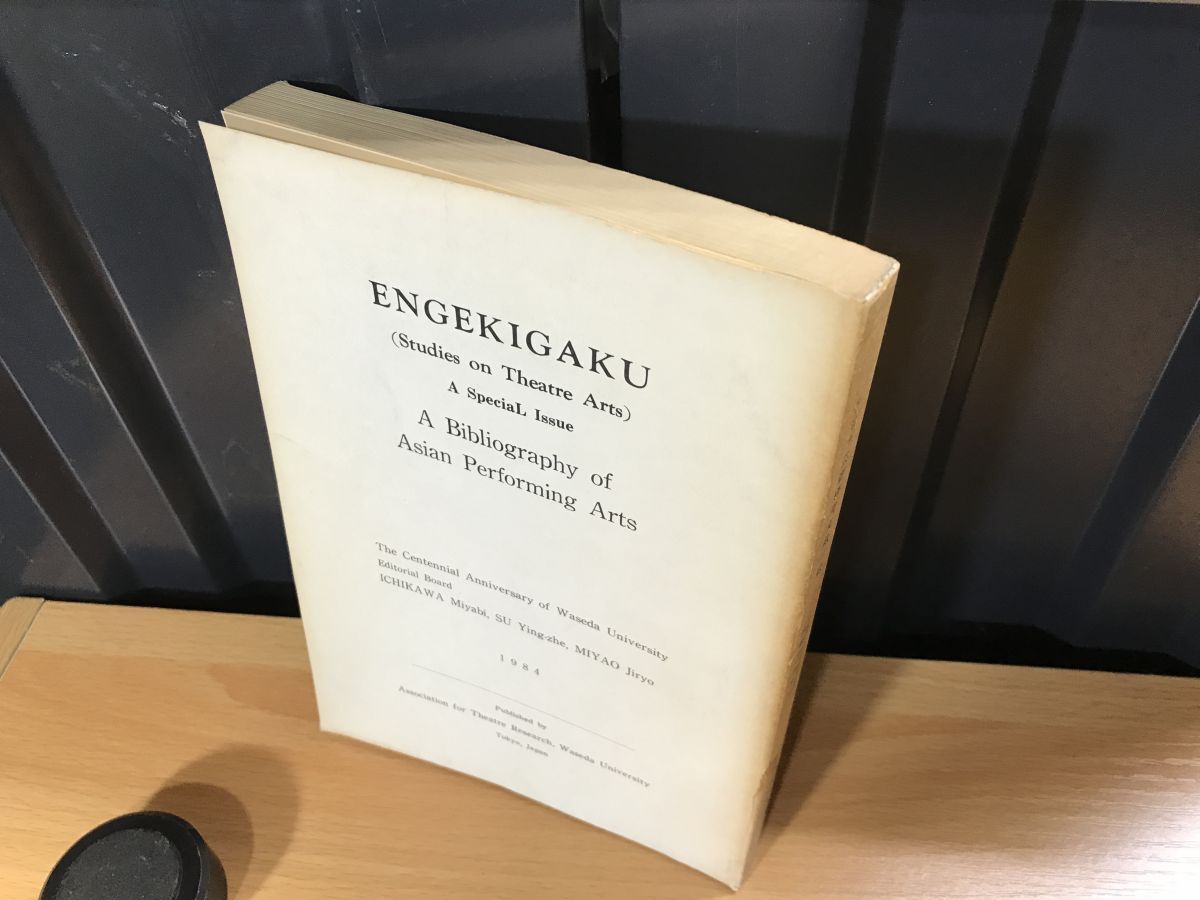 ENGEKIGAKU
(Studies on Theatre Arts)
A SpeciaL Issue
A Bibliography of
Asian Performing Arts
The Centennial Anniversary of Waseda University
Editorial Board
ICHIKAWA Miyabi, SU Ying-zhe, MIYAO Jiryo
1984
Published by
Association for Theatre Research, Waseda University
Tokyo, Japan